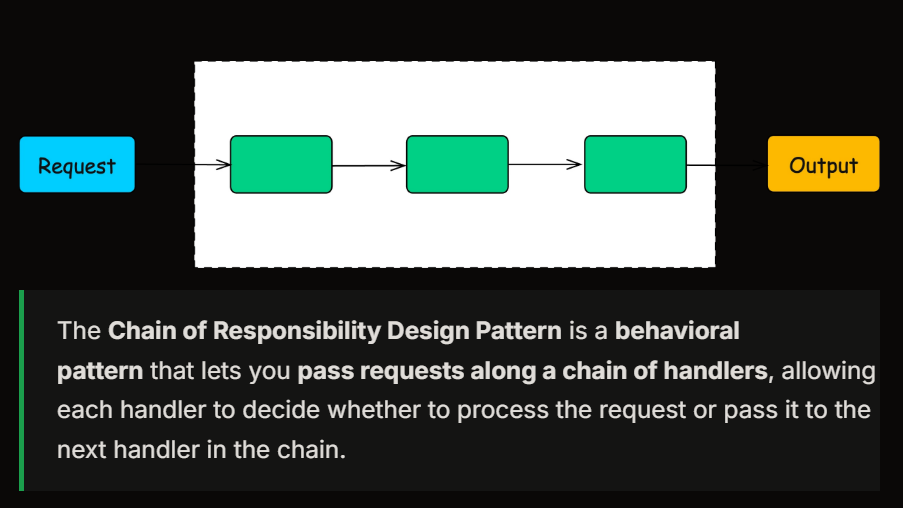 Request
Output
The Chain of Responsibility Design Pattern is a behavioral
pattern that lets you pass requests along a chain of handlers, allowing
each handler to decide whether to process the request or pass it to the
next handler in the chain.